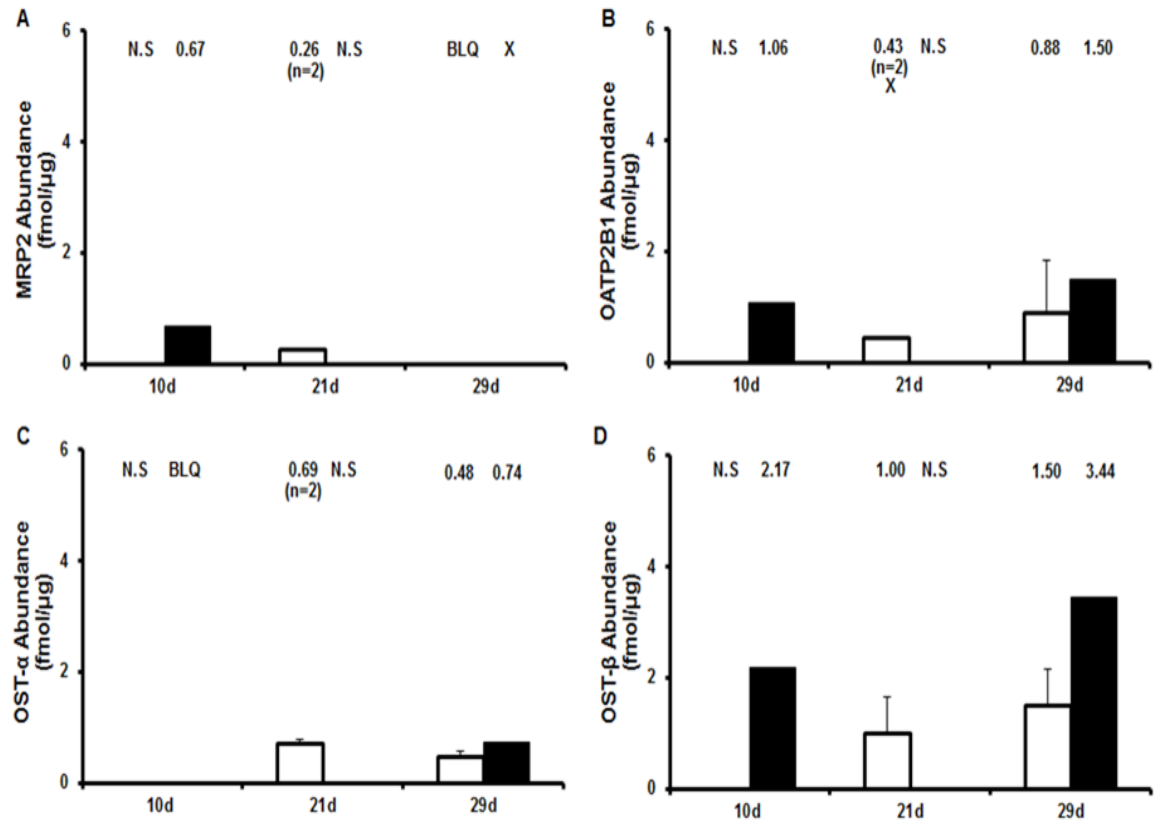 A
MRP2 Abundance
(fmol/µg)
6
4
2
0
N.S 0.67 0.26 N.S BLQ X
(n=2)
10d 21d 29d
B
OATP2B1 Abundance
(fmol/µg)
6
4
2
0
N.S 1.06 0.43 N.S 0.88 1.50
(n=2)
X
10d 21d 29d
C
OST-α Abundance
(fmol/µg)
6
4
2
0
N.S BLQ 0.69 N.S 0.48 0.74
(n=2)
10d 21d 29d
D
OST-β Abundance
(fmol/µg)
6
4
2
0
N.S 2.17 1.00 N.S 1.50 3.44
10d 21d 29d